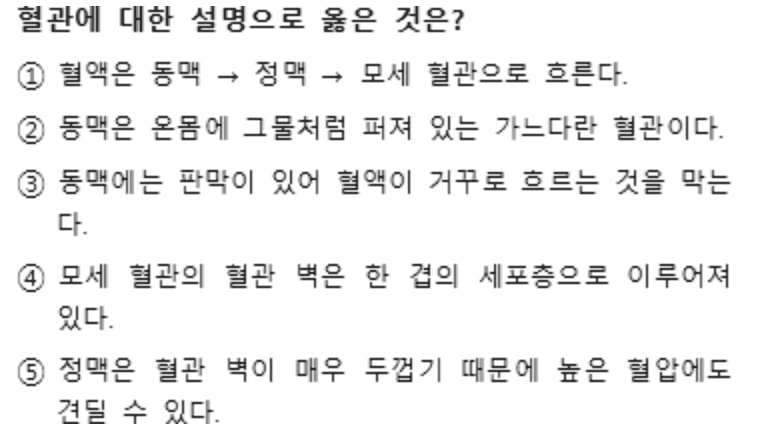 혈관에 대한 설명으로 옳은 것은?
① 혈액은 동맥 → 정맥 → 모세 혈관으로 흐른다.
② 동맥은 온몸에 그물처럼 퍼져 있는 가느다란 혈관이다.
③ 동맥에는 판막이 있어 혈액이 거꾸로 흐르는 것을 막는
다.
④ 모세 혈관의 혈관 벽은 한 겹의 세포층으로 이루어져
있다.
⑤ 정맥은 혈관 벽이 매우 두껍기 때문에 높은 혈압에도
견딜 수 있다.